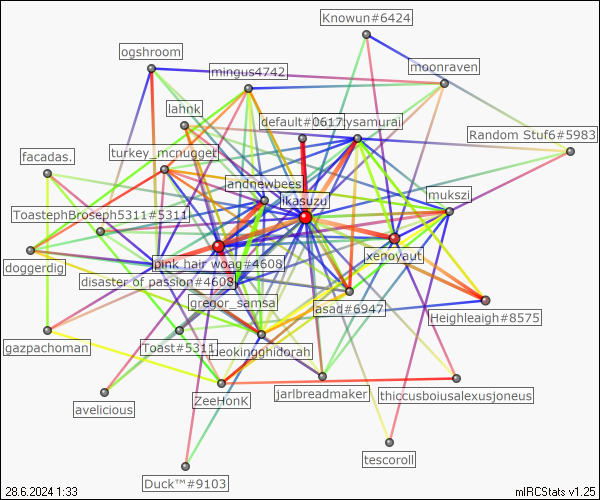 Knowun#6424
ogshroom
moonraven
mingus4742
lahnk
default#0617
ysamurai
Random Stuf6#5983
turkey_mcnugget
facadas.
andnewbees
mukszi
ikasuzu
ToastephBroseph5311#5311
xenoyaut
pink hair woag#4608
doggerdig
disaster of passion#4608
gregor_samsa
asad#6947
Heighleaigh#8575
gazpachoman
Toast#5311
leokingghidorah
avelicious
ZeeHonK
jarlbreadmaker
thiccusboiusalexusjoneus
tescoroll
Duck™#9103
28.6.2024 1:33
mIRCStats v1.25